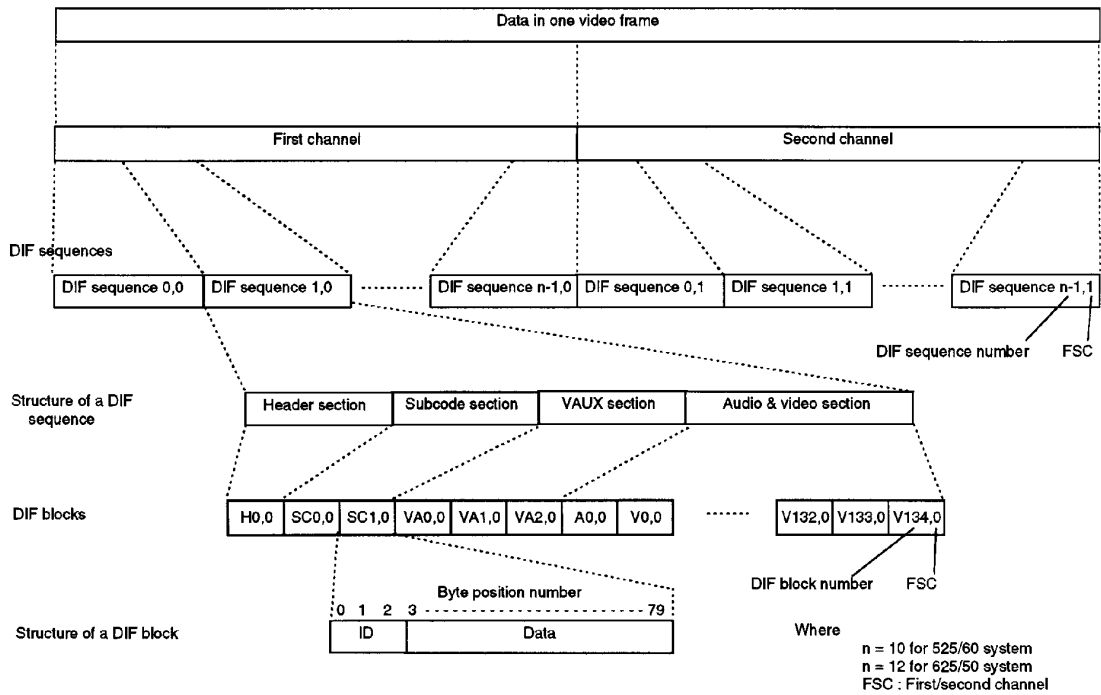 Data in one video frame
First channel
Second channel
DIF sequences
DIF sequence 0,0
DIF sequence 1,0
DIF sequence n-1,0
DIF sequence 0,1
DIF sequence 1,1
DIF sequence n-1,1
DIF sequence number
FSC
Structure of a DIF
sequence
Header section
Subcode section
VAUX section
Audio & video section
DIF blocks
H0,0
SC0,0
SC1,0
VA0,0
VA1,0
VA2,0
A0,0
V0,0
V132,0
V133,0
V134,0
DIF block number
FSC
Byte position number
0 1 2 3 79
Structure of a DIF block
ID
Data
Where
n = 10 for 525/60 system
n = 12 for 625/50 system
FSC : First/second channel